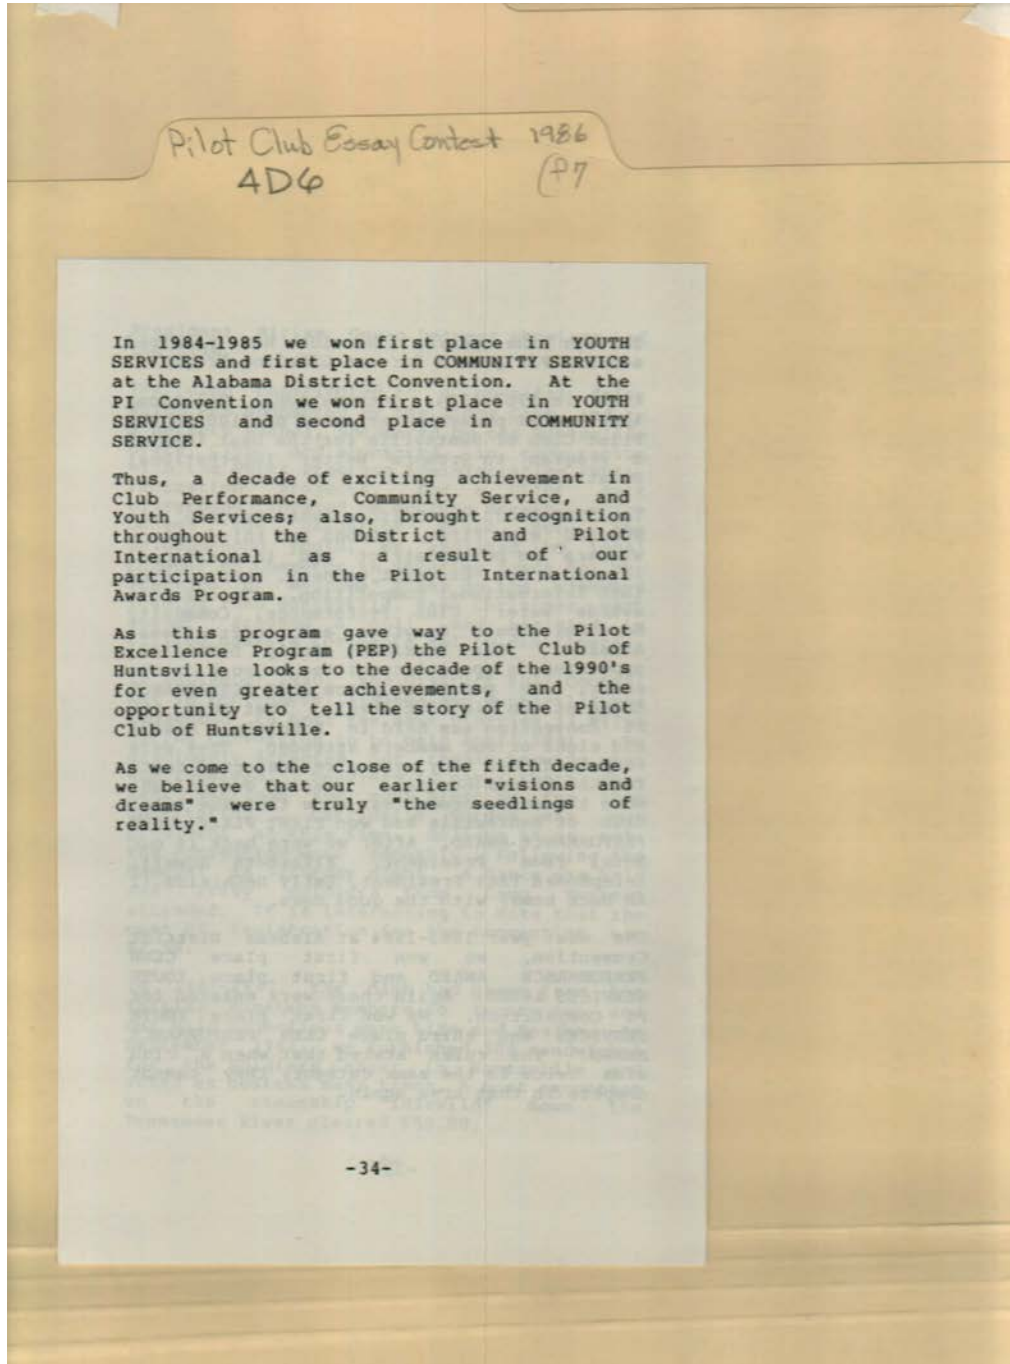 Pilot Club Essay Contest 1986
4D6 (P7
In 1984-1985 we won first place in YOUTH
SERVICES and first place in COMMUNITY SERVICE
at the Alabama District Convention. At the
PI Convention we won first place in YOUTH
SERVICES and second place in COMMUNITY
SERVICE.
Thus, a decade of exciting achievement in
Club Performance, Community Service, and
Youth Services; also, brought recognition
throughout the District and Pilot
International as a result of our
participation in the Pilot International
Awards Program.
As this program gave way to the Pilot
Excellence Program (PEP) the Pilot Club of
Huntsville looks to the decade of the 1990's
for even greater achievements, and the
opportunity to tell the story of the Pilot
Club of Huntsville.
As we come to the close of the fifth decade,
we believe that our earlier "visions and
dreams" were truly "the seedlings of
reality."
-34-